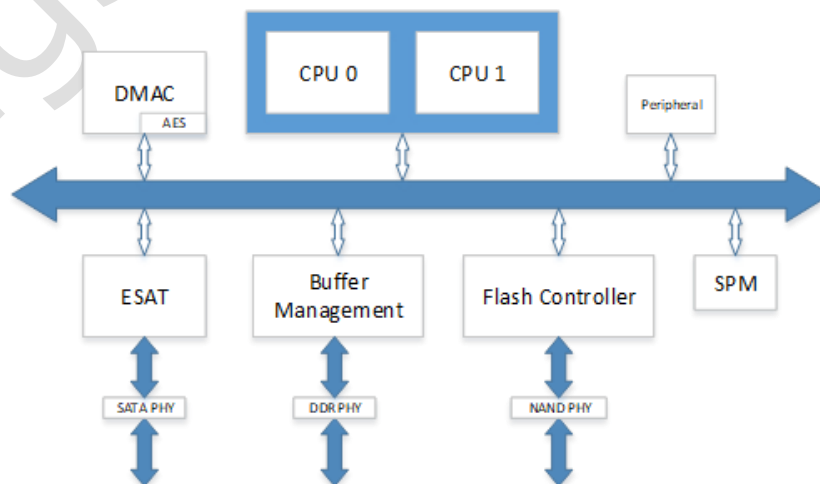 CPU 0
CPU 1
DMAC
AES
Peripheral
ESAT
Buffer
Management
Flash Controller
SPM
SATA PHY
DDR PHY
NAND PHY